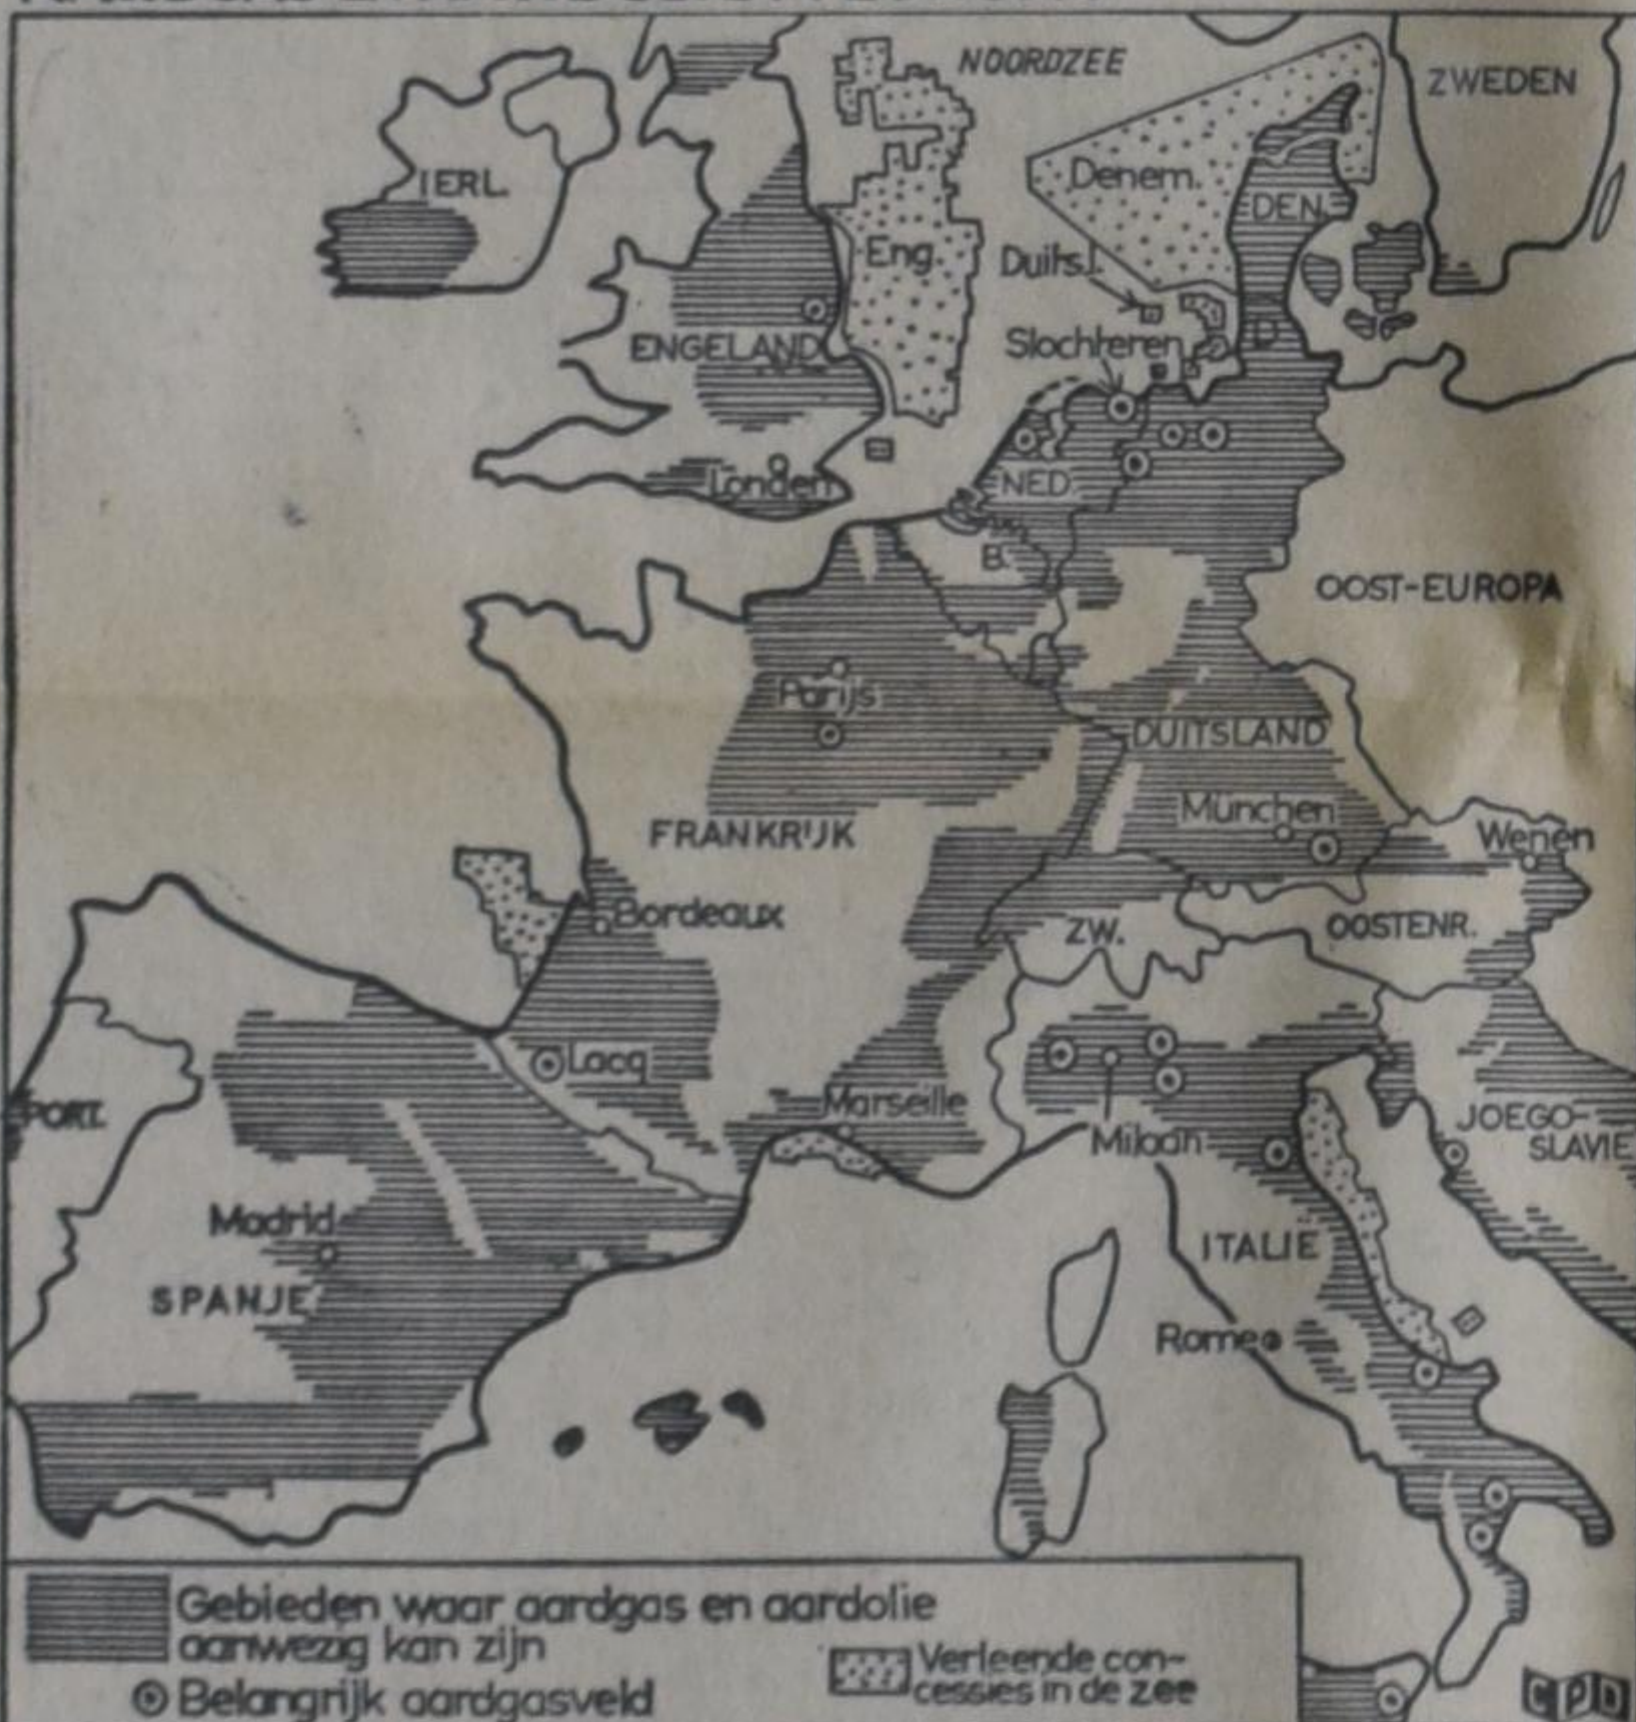 NOORDZEE
ZWEDEN
IERL.
Denem.
DEN.
Eng.
Duitsl.
D
Slochteren
ENGELAND
Londen
NED.
B.
OOST-EUROPA
Parijs
DUITSLAND
München
FRANKRIJK
Wenen
Bordeaux
ZW.
OOSTENR.
Lacq
Marseille
PORT.
Milaan
JOEGO-
SLAVIE
Madrid
ITALIË
SPANJE
Rome
Gebieden waar aardgas en aardolie
aanwezig kan zijn
Verleende con-
cessies in de zee
Belangrijk aardgasveld
CPD